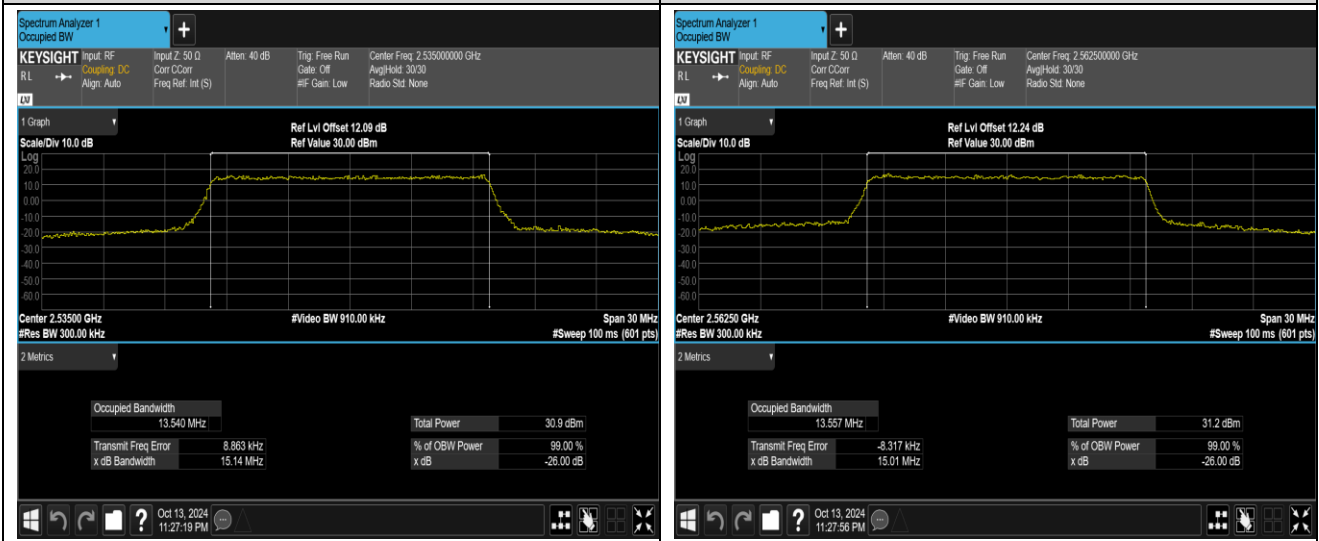 Spectrum Analyzer 1
Occupied BW
+
KEYSIGHT Input: RF Input Z: 50 Ω Atten: 40 dB Trig: Free Run Center Freq: 2.535000000 GHz
RL Coupling: DC Corr CCorr Gate: Off Avg|Hold: 30/30
Align: Auto Freq Ref: Int (S) #IF Gain: Low Radio Std: None
LXI
1 Graph
Ref Lvl Offset 12.09 dB
Scale/Div 10.0 dB Ref Value 30.00 dBm
Log
20.0
10.0
0.00
-10.0
-20.0
-30.0
-40.0
-50.0
-60.0
Center 2.53500 GHz #Video BW 910.00 kHz Span 30 MHz
#Res BW 300.00 kHz #Sweep 100 ms (601 pts)
2 Metrics
Occupied Bandwidth
13.540 MHz Total Power 30.9 dBm
Transmit Freq Error 8.863 kHz % of OBW Power 99.00 %
x dB Bandwidth 15.14 MHz x dB -26.00 dB
? Oct 13, 2024
11:27:19 PM
Spectrum Analyzer 1
Occupied BW
+
KEYSIGHT Input: RF Input Z: 50 Ω Atten: 40 dB Trig: Free Run Center Freq: 2.562500000 GHz
RL Coupling: DC Corr CCorr Gate: Off Avg|Hold: 30/30
Align: Auto Freq Ref: Int (S) #IF Gain: Low Radio Std: None
LXI
1 Graph
Ref Lvl Offset 12.24 dB
Scale/Div 10.0 dB Ref Value 30.00 dBm
Log
20.0
10.0
0.00
-10.0
-20.0
-30.0
-40.0
-50.0
-60.0
Center 2.56250 GHz #Video BW 910.00 kHz Span 30 MHz
#Res BW 300.00 kHz #Sweep 100 ms (601 pts)
2 Metrics
Occupied Bandwidth
13.557 MHz Total Power 31.2 dBm
Transmit Freq Error -8.317 kHz % of OBW Power 99.00 %
x dB Bandwidth 15.01 MHz x dB -26.00 dB
? Oct 13, 2024
11:27:56 PM